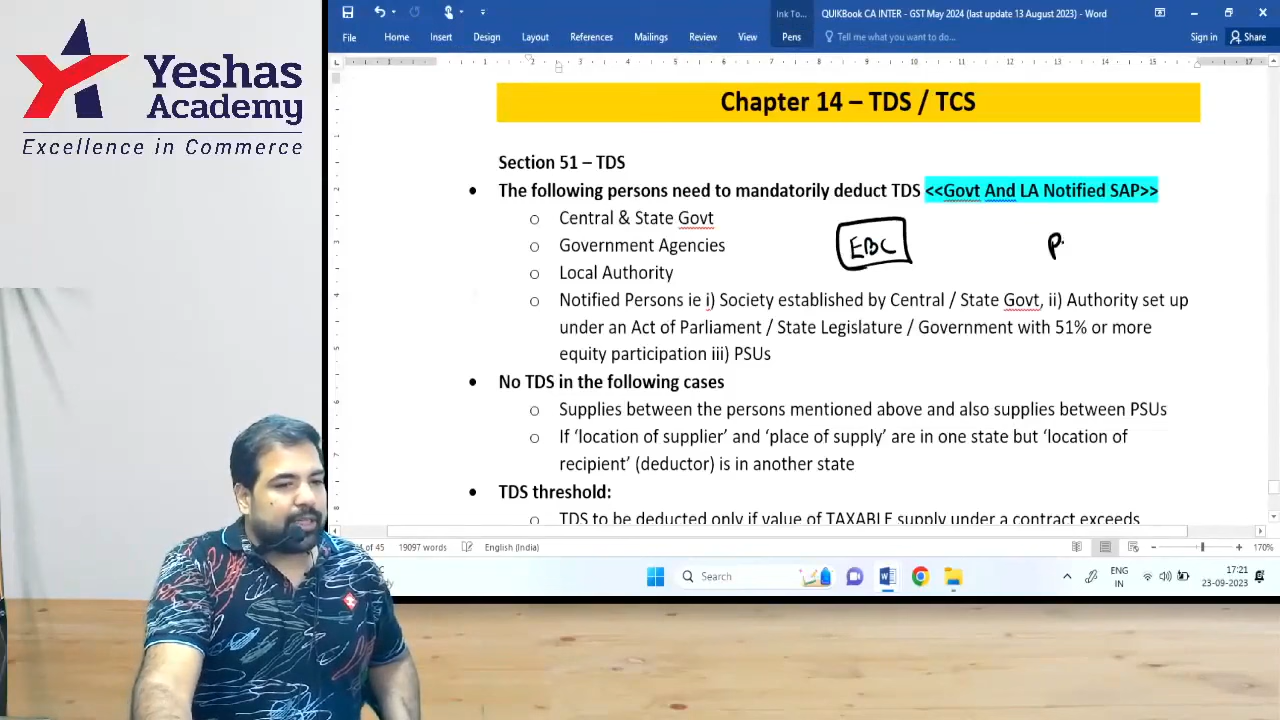 QUIKBook CA INTER - GST May 2024 (last update 13 August 2023) - Word
Ink To...
File Home Insert Design Layout References Mailings Review View Pens Tell me what you want to do... Sign in Share
Yeshas
Academy
Excellence in Commerce
Chapter 14 – TDS / TCS
Section 51 – TDS
• The following persons need to mandatorily deduct TDS <<Govt And LA Notified SAP>>
o Central & State Govt
o Government Agencies
EBC
P
o Local Authority
o Notified Persons ie i) Society established by Central / State Govt, ii) Authority set up
under an Act of Parliament / State Legislature / Government with 51% or more
equity participation iii) PSUs
• No TDS in the following cases
o Supplies between the persons mentioned above and also supplies between PSUs
o If ‘location of supplier’ and ‘place of supply’ are in one state but ‘location of
recipient’ (deductor) is in another state
• TDS threshold:
o TDS to be deducted only if value of TAXABLE supply under a contract exceeds
of 45 19097 words English (India) 170%
Search
ENG
IN
17:21
23-09-2023